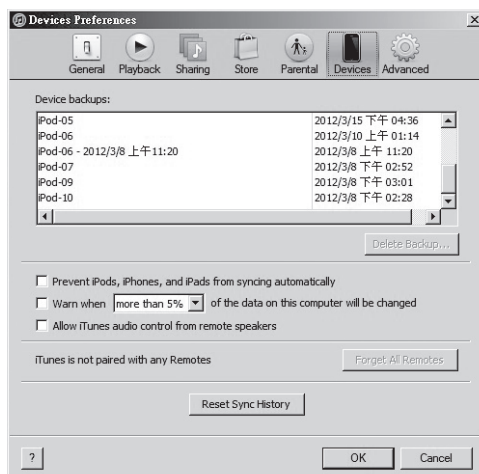 Devices Preferences
General Playback Sharing Store Parental Devices Advanced
Device backups:
iPod-05 2012/3/15 下午 04:36
iPod-06 2012/3/10 上午 01:14
iPod-06 - 2012/3/8 上午11:20 2012/3/8 上午 11:20
iPod-07 2012/3/8 下午 02:52
iPod-09 2012/3/8 下午 03:01
iPod-10 2012/3/8 下午 02:28
Delete Backup...
Prevent iPods, iPhones, and iPads from syncing automatically
Warn when more than 5% of the data on this computer will be changed
Allow iTunes audio control from remote speakers
iTunes is not paired with any Remotes Forget All Remotes
Reset Sync History
? OK Cancel